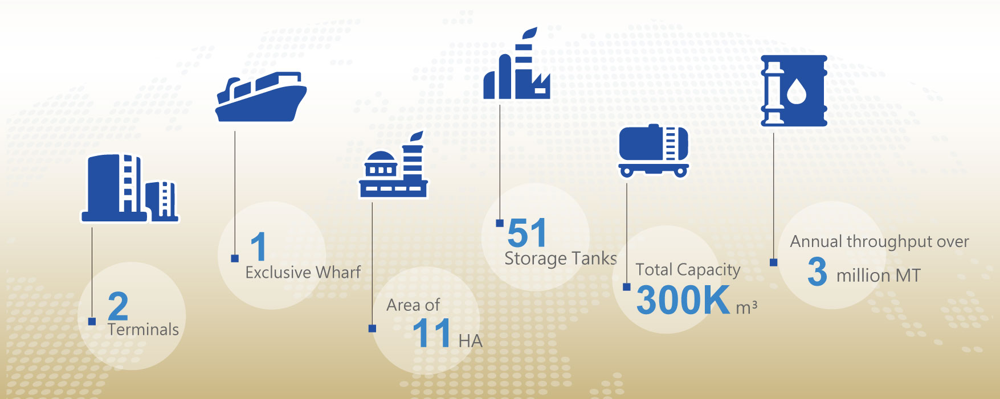 2
Terminals
1
Exclusive Wharf
Area of
11 HA
51
Storage Tanks
Total Capacity
300K m³
Annual throughput over
3 million MT